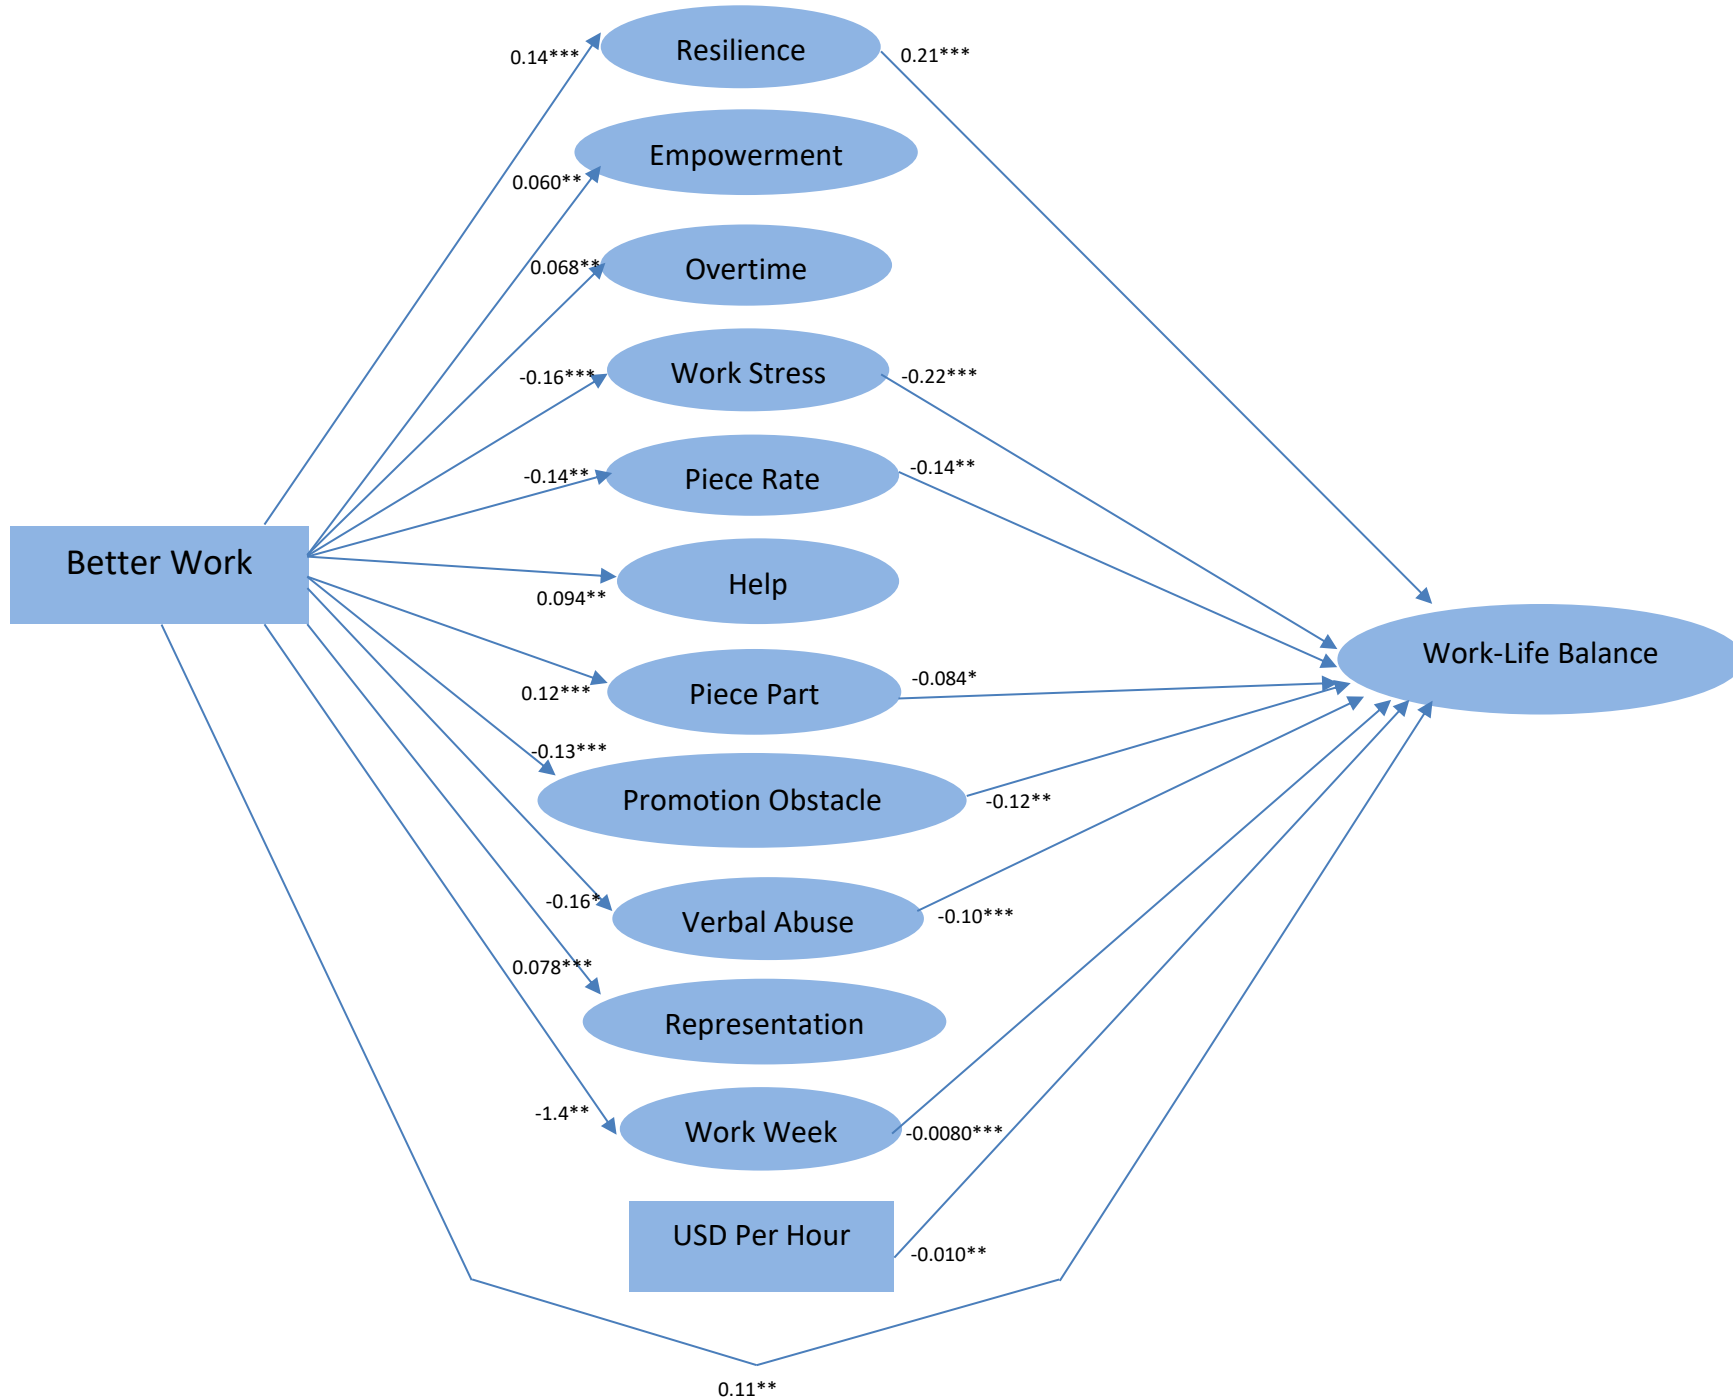 Resilience
0.14***
0.21***
Empowerment
0.060**
Overtime
0.068**
Work Stress
-0.16***
-0.22***
Piece Rate
-0.14**
-0.14**
Better Work
Help
0.094**
Work-Life Balance
Piece Part
0.12***
-0.084*
-0.13***
Promotion Obstacle
-0.12**
-0.16*
Verbal Abuse
-0.10***
0.078***
Representation
-1.4**
Work Week
-0.0080***
USD Per Hour
-0.010**
0.11**